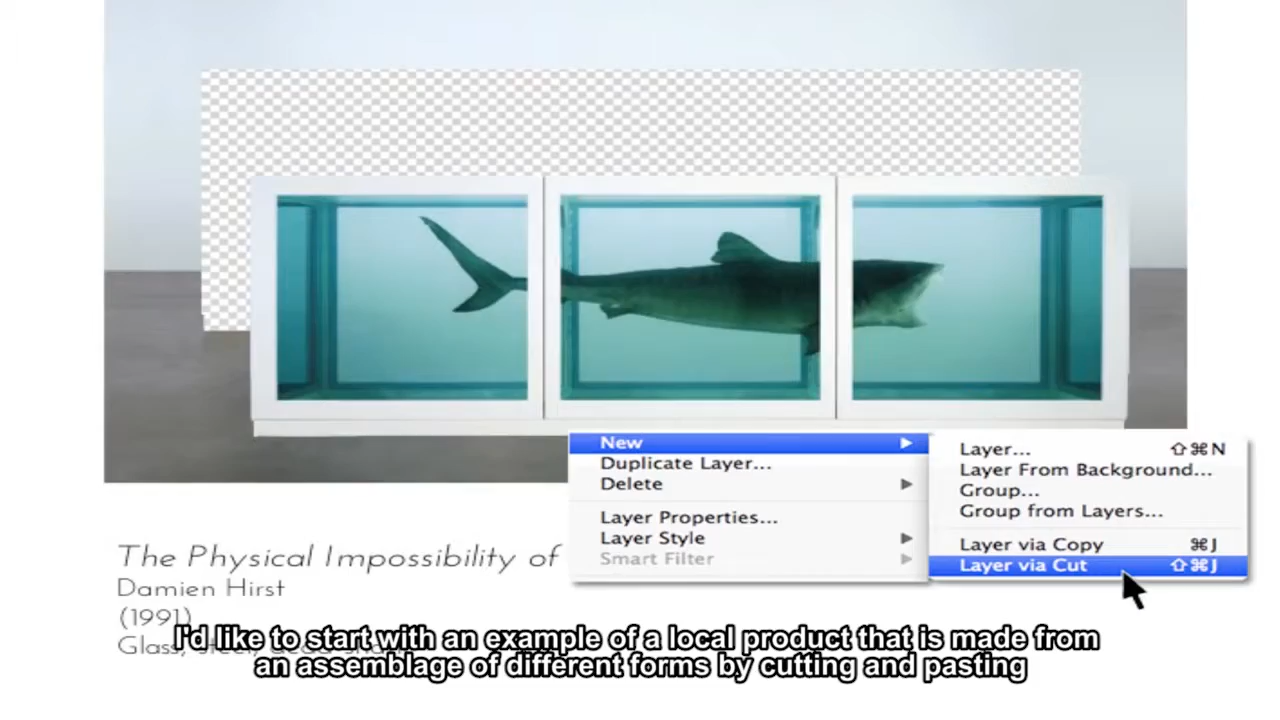 New
Duplicate Layer...
Delete
Layer Properties...
Layer Style
Smart Filter
Layer... ⇧⌘N
Layer From Background...
Group...
Group from Layers...
Layer via Copy ⌘J
Layer via Cut ⇧⌘J
The Physical Impossibility of
Damien Hirst
(1991)
Glass, steel,
I'd like to start with an example of a local product that is made from
an assemblage of different forms by cutting and pasting